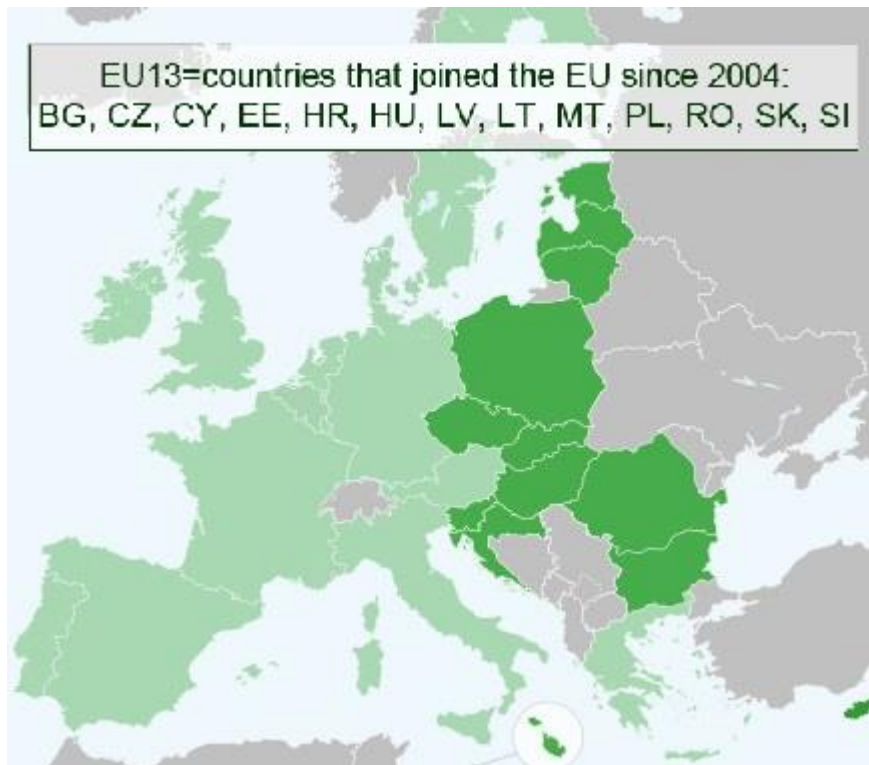 EU13=countries that joined the EU since 2004:
BG, CZ, CY, EE, HR, HU, LV, LT, MT, PL, RO, SK, SI